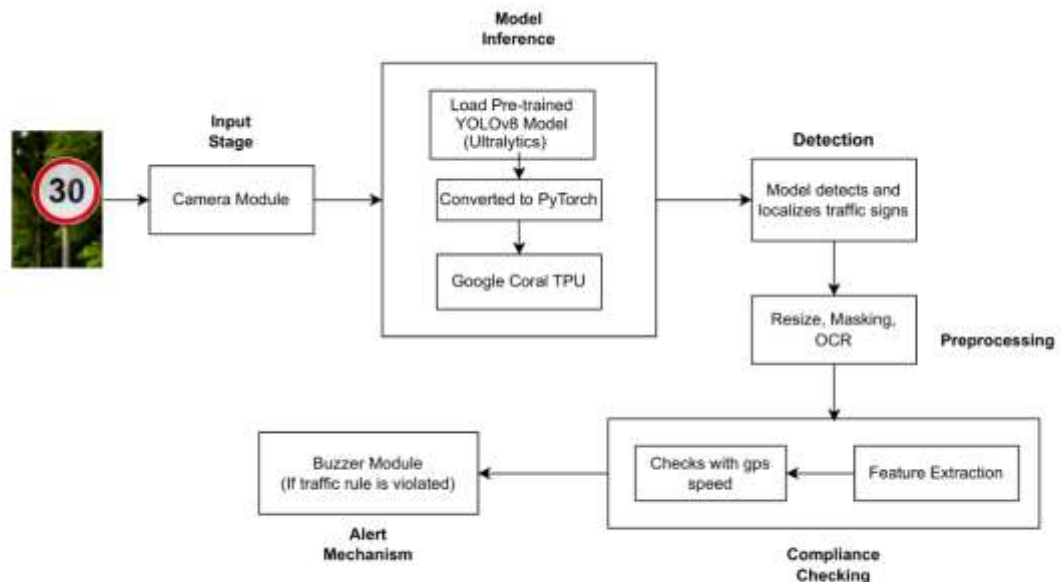 Model
Inference
Input
Stage
30
Camera Module
Load Pre-trained
YOLOv8 Model
(Ultralytics)
Converted to PyTorch
Google Coral TPU
Detection
Model detects and
localizes traffic signs
Resize, Masking,
OCR
Preprocessing
Feature Extraction
Checks with gps
speed
Compliance
Checking
Buzzer Module
(If traffic rule is violated)
Alert
Mechanism